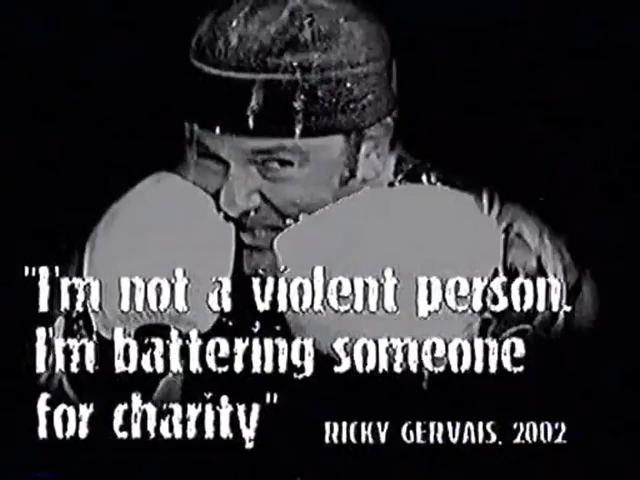 "I'm not a violent person.
I'm battering someone
for charity"
RICKY GERVAIS, 2002